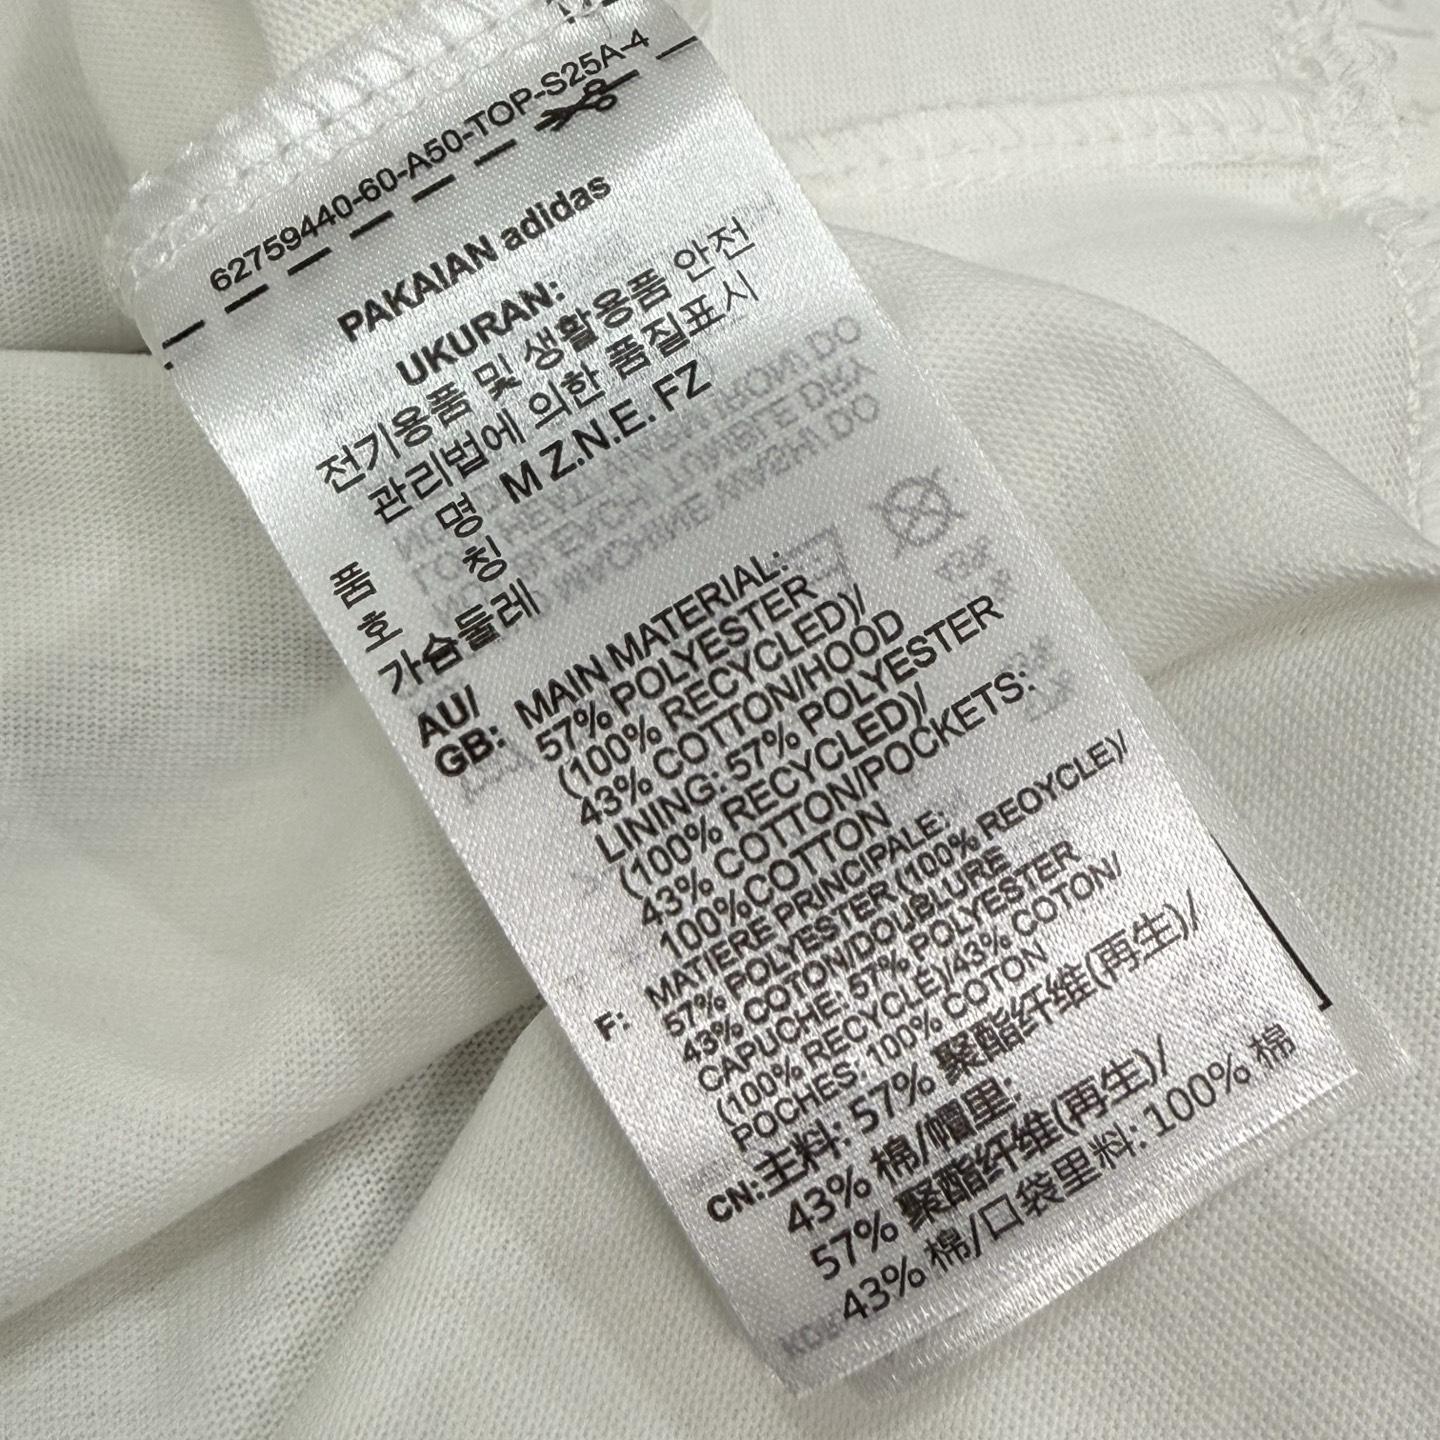 62759440-60-A50-TOP-S25A-4
PAKAIAN adidas
UKURAN:
전기용품 및 생활용품 안전
관리법에 의한 품질표시
품 명 M Z.N.E. FZ
호 칭
가슴둘레
AU/
GB: MAIN MATERIAL:
57% POLYESTER
(100% RECYCLED)/
43% COTTON/HOOD
LINING: 57% POLYESTER
(100% RECYCLED)/
43% COTTON/POCKETS:
100%COTTON
MATIERE PRINCIPALE:
57% POLYESTER (100% RECYCLE)/
43% COTON/DOUBLURE
F: CAPUCHE: 57% POLYESTER
(100% RECYCLE)/43% COTON/
POCHES: 100% COTON
CN:主料: 57% 聚酯纤维(再生)/
43% 棉/帽里:
57% 聚酯纤维(再生)/
43% 棉/口袋里料: 100% 棉